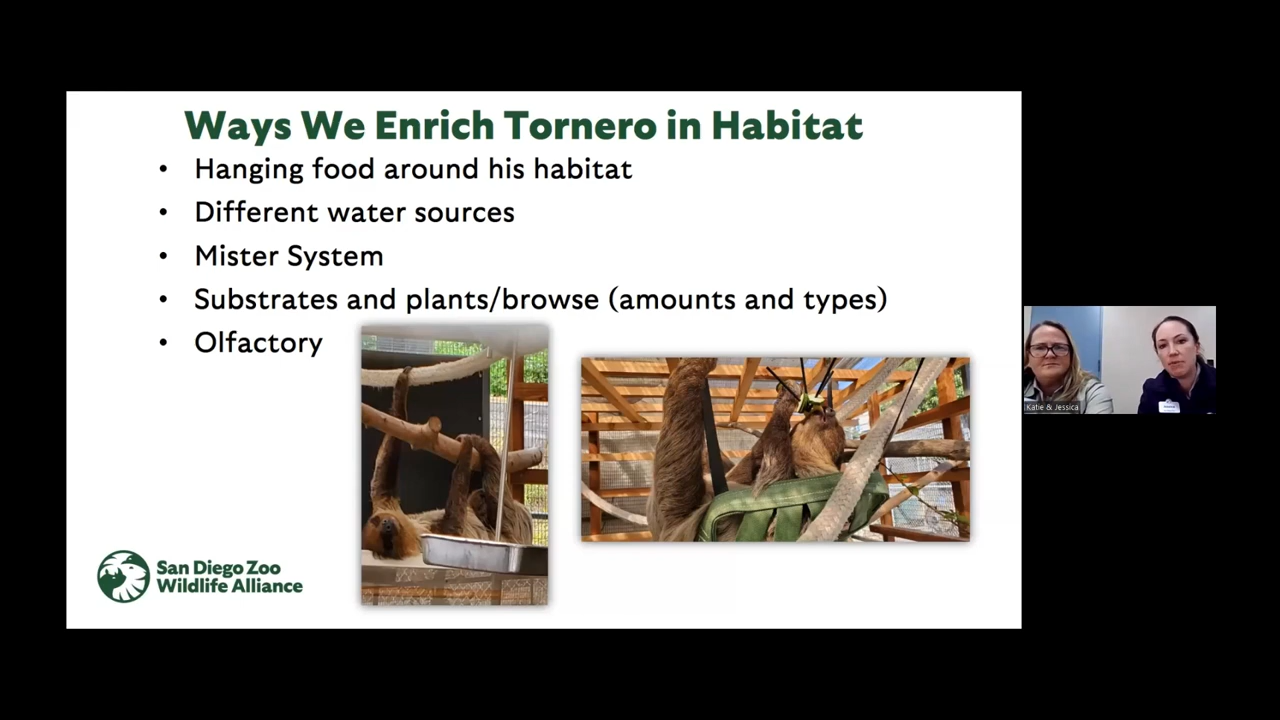 Ways We Enrich Tornero in Habitat
• Hanging food around his habitat
• Different water sources
• Mister System
• Substrates and plants/browse (amounts and types)
• Olfactory
San Diego Zoo
Wildlife Alliance
Katie & Jessica